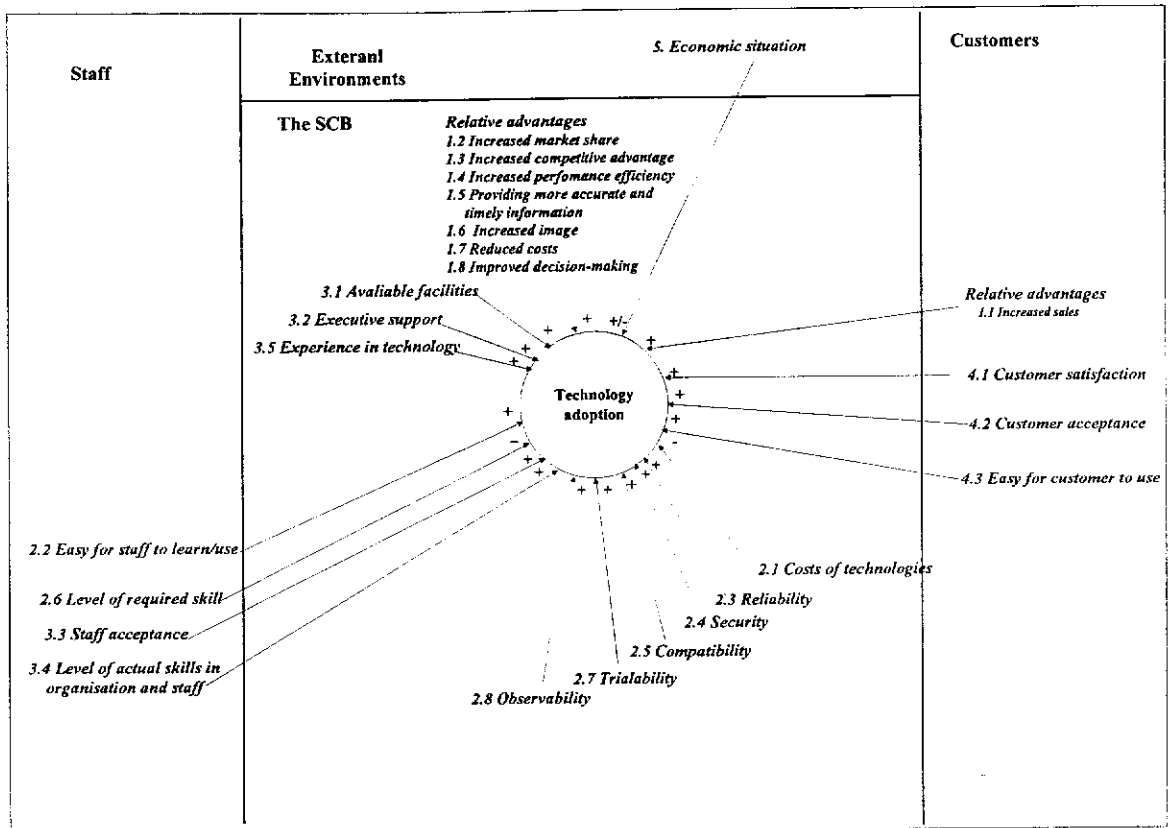 Staff
Exteranl
Environments
5. Economic situation
Customers
The SCB
Relative advantages
1.2 Increased market share
1.3 Increased competitive advantage
1.4 Increased perfomance efficiency
1.5 Providing more accurate and
timely information
1.6 Increased image
1.7 Reduced costs
1.8 Improved decision-making
3.1 Avaliable facilities
3.2 Executive support
3.5 Experience in technology
+
+
+
+
+
+/-
+
Relative advantages
1.1 Increased sales
+
4.1 Customer satisfaction
+
4.2 Customer acceptance
+
4.3 Easy for customer to use
Technology
adoption
+
-
+
+
+
+
+
+
+
-
2.2 Easy for staff to learn/use
2.6 Level of required skill
3.3 Staff acceptance
3.4 Level of actual skills in
organisation and staff
2.1 Costs of technologies
2.3 Reliability
2.4 Security
2.5 Compatibility
2.7 Trialability
2.8 Observability